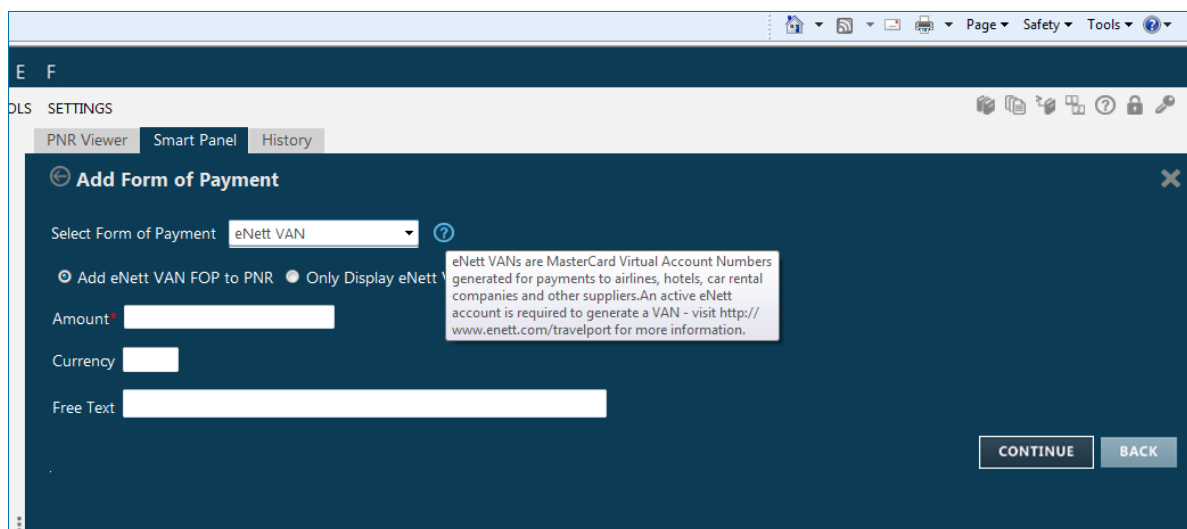 Page Safety Tools
E F
OLS SETTINGS
PNR Viewer Smart Panel History
Add Form of Payment
Select Form of Payment eNett VAN
Add eNett VAN FOP to PNR Only Display eNett V
eNett VANs are MasterCard Virtual Account Numbers
generated for payments to airlines, hotels, car rental
companies and other suppliers.An active eNett
account is required to generate a VAN - visit http://
www.enett.com/travelport for more information.
Amount*
Currency
Free Text
CONTINUE BACK